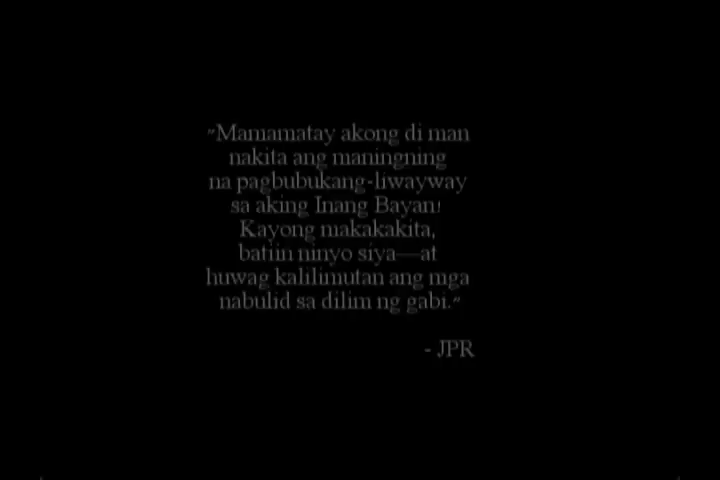 "Mamamatay akong di man
nakita ang maningning
na pagbubukang-liwayway
sa aking Inang Bayan!
Kayong makakakita,
batiin ninyo siya—at
huwag kalilimutan ang mga
nabulid sa dilim ng gabi."
- JPR